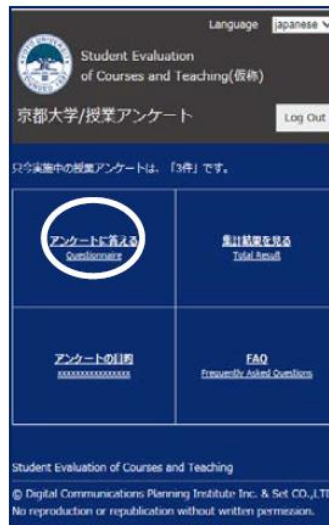 Language japanese
Student Evaluation
of Courses and Teaching(仮称)
京都大学/授業アンケート
Log Out
只今実施中の授業アンケートは、「3件」です。
アンケートに答える
Questionnaire
集計結果を見る
Total Result
アンケートの目的
xxxxxxxxxxxxxxx
FAQ
Frequently Asked Questions
Student Evaluation of Courses and Teaching
© Digital Communications Planning Institute Inc. & Set CO.,LTD
No reproduction or republication without written permission.